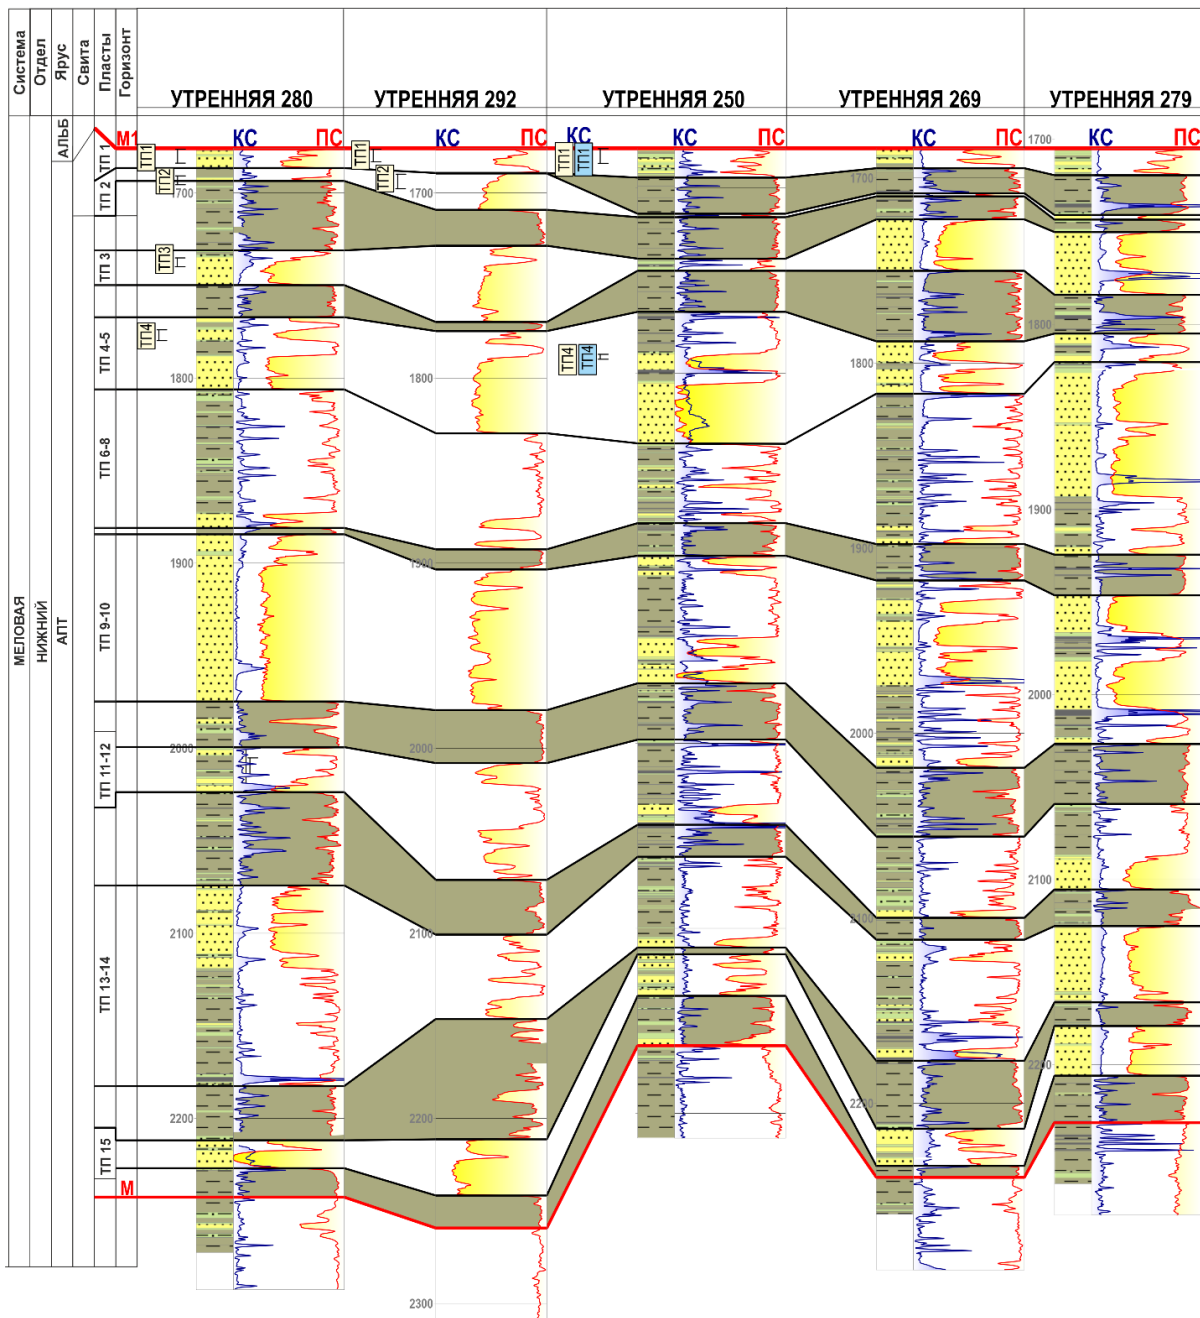 Система
Отдел
Ярус
Свита
Пласты
Горизонт
УТРЕННЯЯ 280
УТРЕННЯЯ 292
УТРЕННЯЯ 250
УТРЕННЯЯ 269
УТРЕННЯЯ 279
МЕЛОВАЯ
НИЖНИЙ
АЛЬБ
АПТ
М1
КС ПС
КС ПС
КС ПС
КС ПС
КС ПС
ТП 1
ТП 2
ТП 3
ТП 4-5
ТП 6-8
ТП 9-10
ТП 11-12
ТП 13-14
ТП 15
М
ТП1
ТП2
ТП3
ТП4
1700
1800
1900
2000
2100
2200
ТП1
ТП2
1700
1800
1900
2000
2100
2200
2300
ТП1
ТП1
ТП4
ТП4
1700
1800
1900
2000
2100
2200
1700
1800
1900
2000
2100
2200